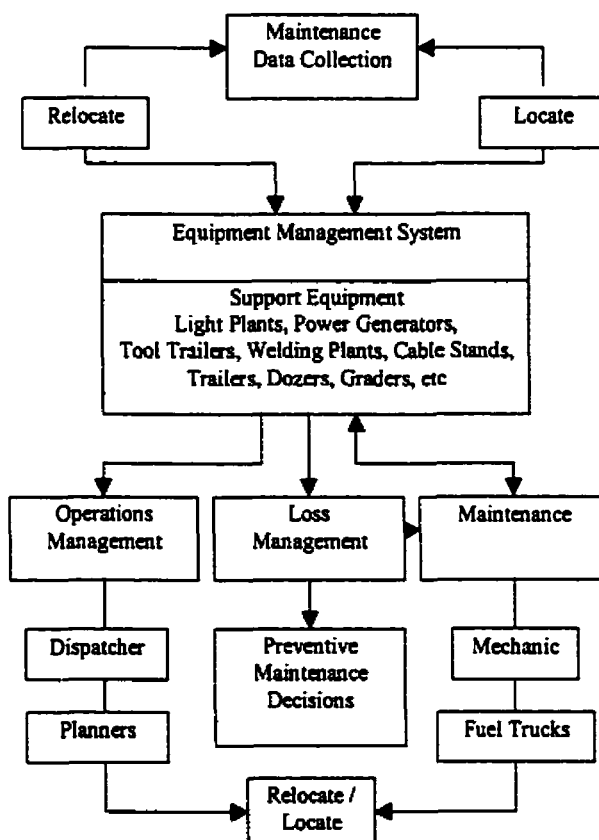 Maintenance
Data Collection
Relocate
Locate
Equipment Management System
Support Equipment
Light Plants, Power Generators,
Tool Trailers, Welding Plants, Cable Stands,
Trailers, Dozers, Graders, etc
Operations
Management
Loss
Management
Maintenance
Dispatcher
Preventive
Maintenance
Decisions
Mechanic
Planners
Fuel Trucks
Relocate /
Locate